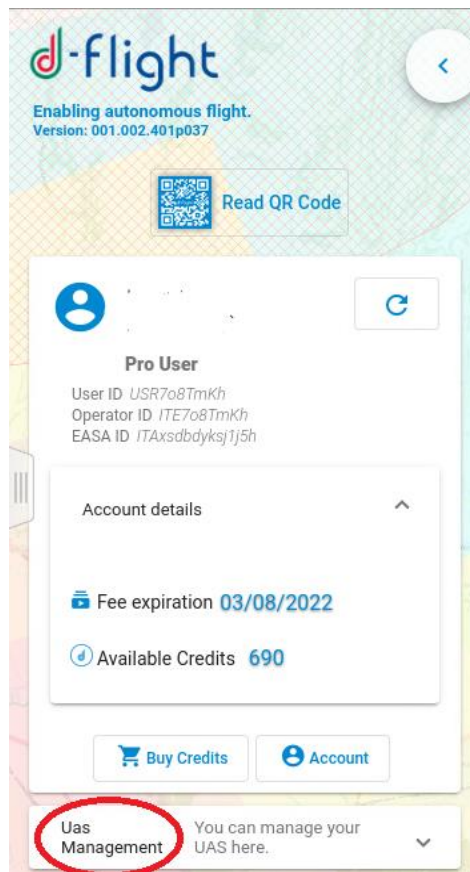 d-flight
Enabling autonomous flight.
Version: 001.002.401p037
Read QR Code
Pro User
User ID USR7o8TmKh
Operator ID ITE7o8TmKh
EASA ID ITAxsdbdyksj1j5h
Account details
Fee expiration 03/08/2022
Available Credits 690
Buy Credits
Account
Uas
Management
You can manage your
UAS here.